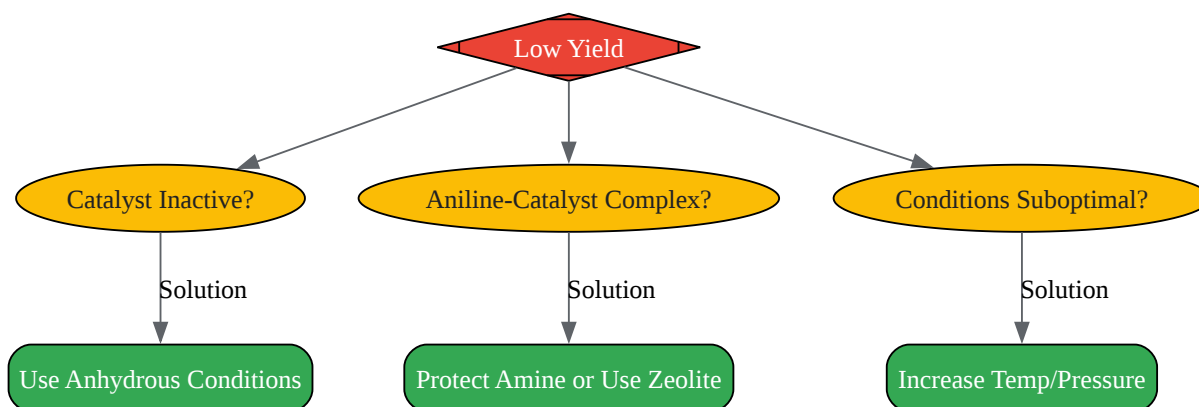 Low Yield
Catalyst Inactive?
Aniline-Catalyst Complex?
Conditions Suboptimal?
Solution
Solution
Solution
Use Anhydrous Conditions
Protect Amine or Use Zeolite
Increase Temp/Pressure